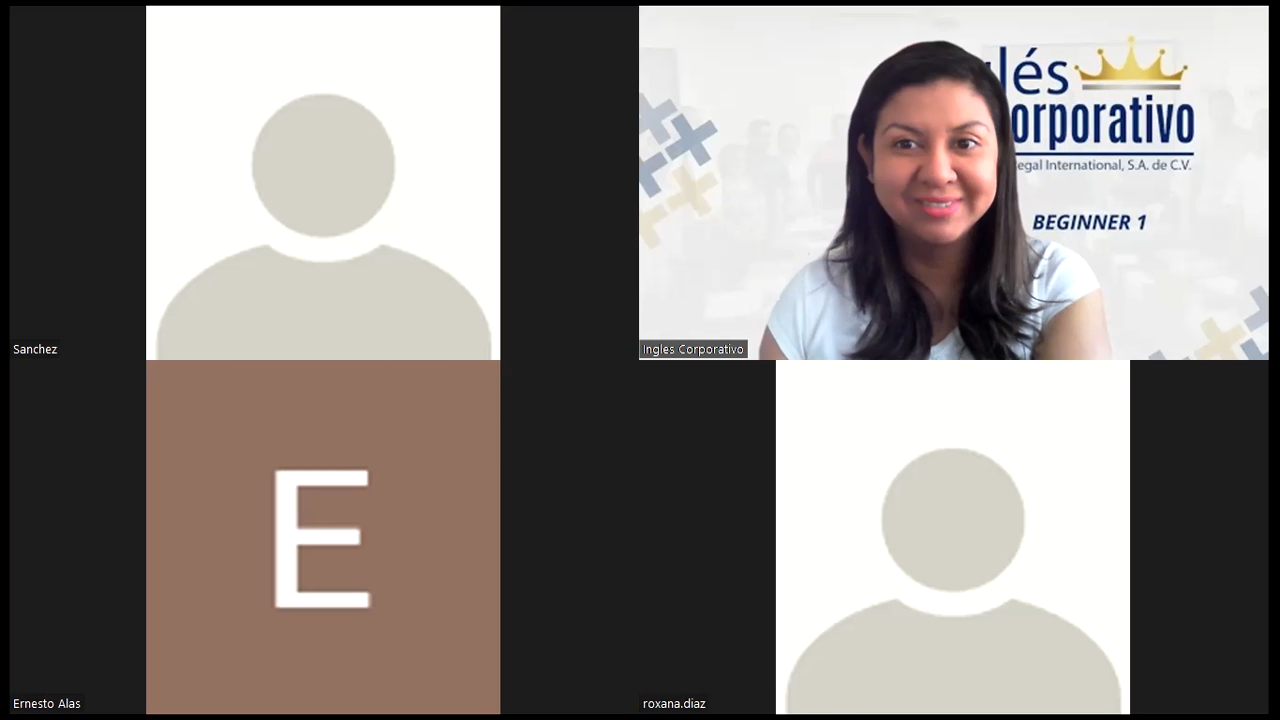 Sanchez
lés
orporativo
egal International, S.A. de C.V.
BEGINNER 1
Ingles Corporativo
E
Ernesto Alas
roxana.diaz